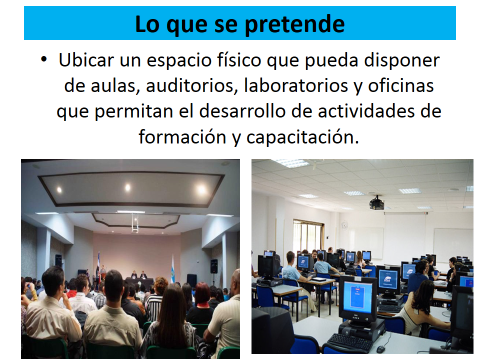 Lo que se pretende
• Ubicar un espacio físico que pueda disponer
de aulas, auditorios, laboratorios y oficinas
que permitan el desarrollo de actividades de
formación y capacitación.